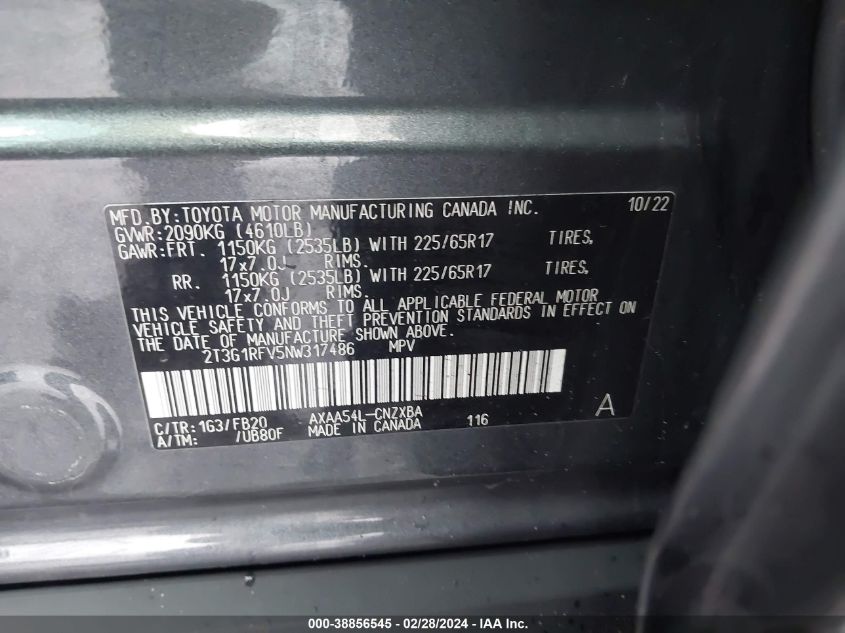 MFD.BY:TOYOTA MOTOR MANUFACTURING CANADA INC. 10/22
GVWR:2090KG (4610LB)
GAWR:FRT. 1150KG (2535LB) WITH 225/65R17 TIRES,
17x7.0J RIMS.
RR. 1150KG (2535LB) WITH 225/65R17 TIRES,
17x7.0J RIMS.
THIS VEHICLE CONFORMS TO ALL APPLICABLE FEDERAL MOTOR
VEHICLE SAFETY AND THEFT PREVENTION STANDARDS IN EFFECT ON
THE DATE OF MANUFACTURE SHOWN ABOVE.
2T3G1RFV5NW317486 MPV
C/TR:1G3/FB20 AXAA54L-CNZXBA 116 A
A/TM: /UB80F MADE IN CANADA
000-38856545 - 02/28/2024 - IAA Inc.